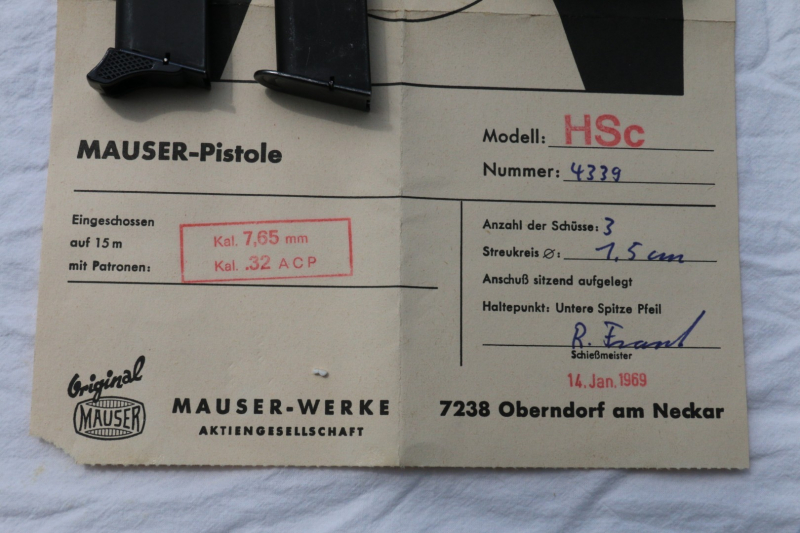 Modell: HSc
MAUSER-Pistole
Nummer: 4339
Eingeschossen
auf 15 m
mit Patronen:
Kal. 7,65 mm
Kal. .32 ACP
Anzahl der Schüsse: 3
Streukreis ⌀: 1,5 cm
Anschuß sitzend aufgelegt
Haltepunkt: Untere Spitze Pfeil
R. Frank
Schießmeister
14. Jan. 1969
Original
MAUSER
MAUSER-WERKE
AKTIENGESELLSCHAFT
7238 Oberndorf am Neckar